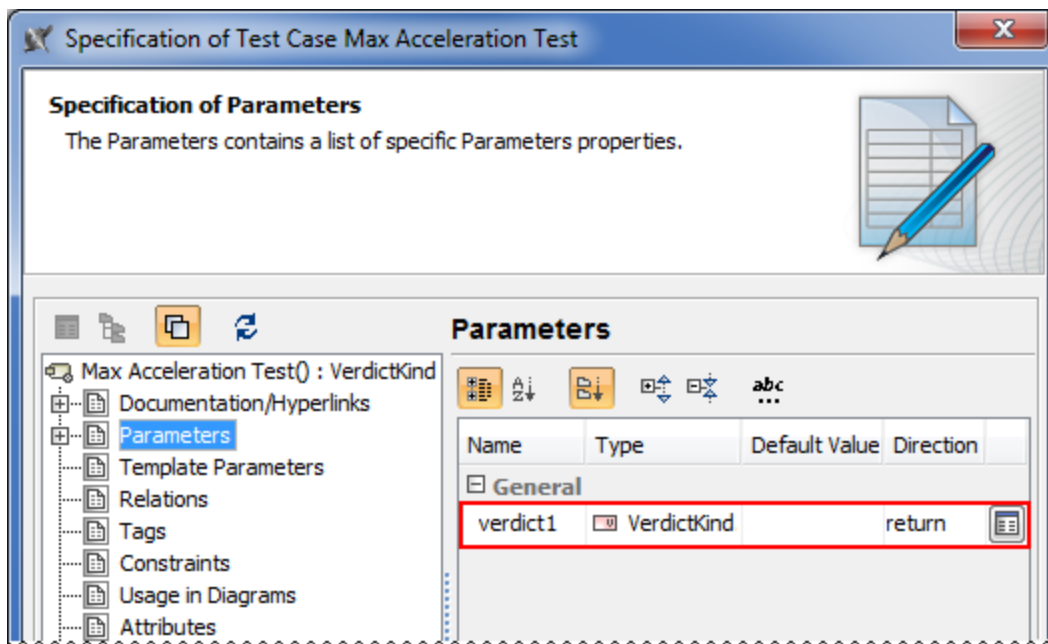 Specification of Test Case Max Acceleration Test
Specification of Parameters
The Parameters contains a list of specific Parameters properties.
Parameters
Max Acceleration Test() : VerdictKind
Documentation/Hyperlinks
Parameters
Template Parameters
Relations
Tags
Constraints
Usage in Diagrams
Attributes
A Z
abc
...
Name Type Default Value Direction
General
verdict1 VerdictKind return